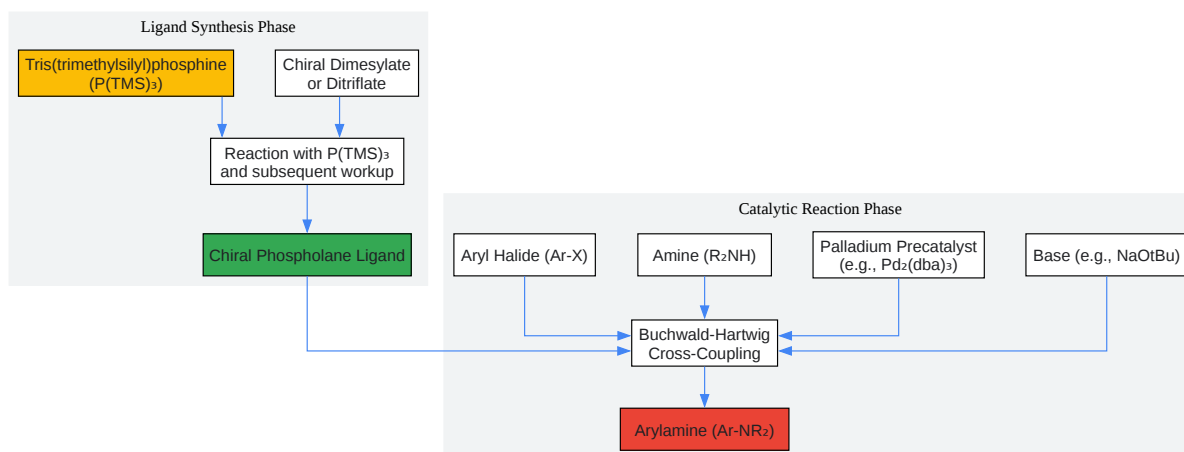 Ligand Synthesis Phase
Tris(trimethylsilyl)phosphine
(P(TMS)₃)
Chiral Dimesylate
or Ditriflate
Reaction with P(TMS)₃
and subsequent workup
Chiral Phospholane Ligand
Catalytic Reaction Phase
Aryl Halide (Ar-X)
Amine (R₂NH)
Palladium Precatalyst
(e.g., Pd₂(dba)₃)
Base (e.g., NaOtBu)
Buchwald-Hartwig
Cross-Coupling
Arylamine (Ar-NR₂)